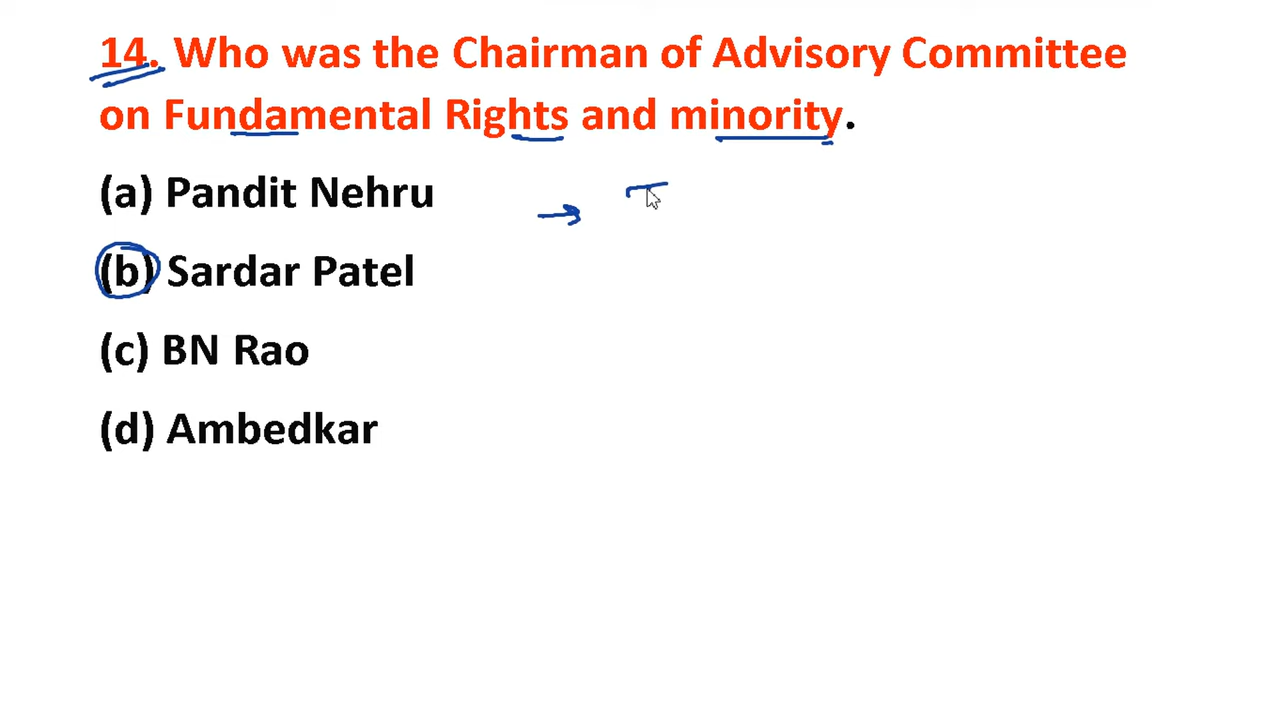 14. Who was the Chairman of Advisory Committee
on Fundamental Rights and minority.
(a) Pandit Nehru
(b) Sardar Patel
(c) BN Rao
(d) Ambedkar